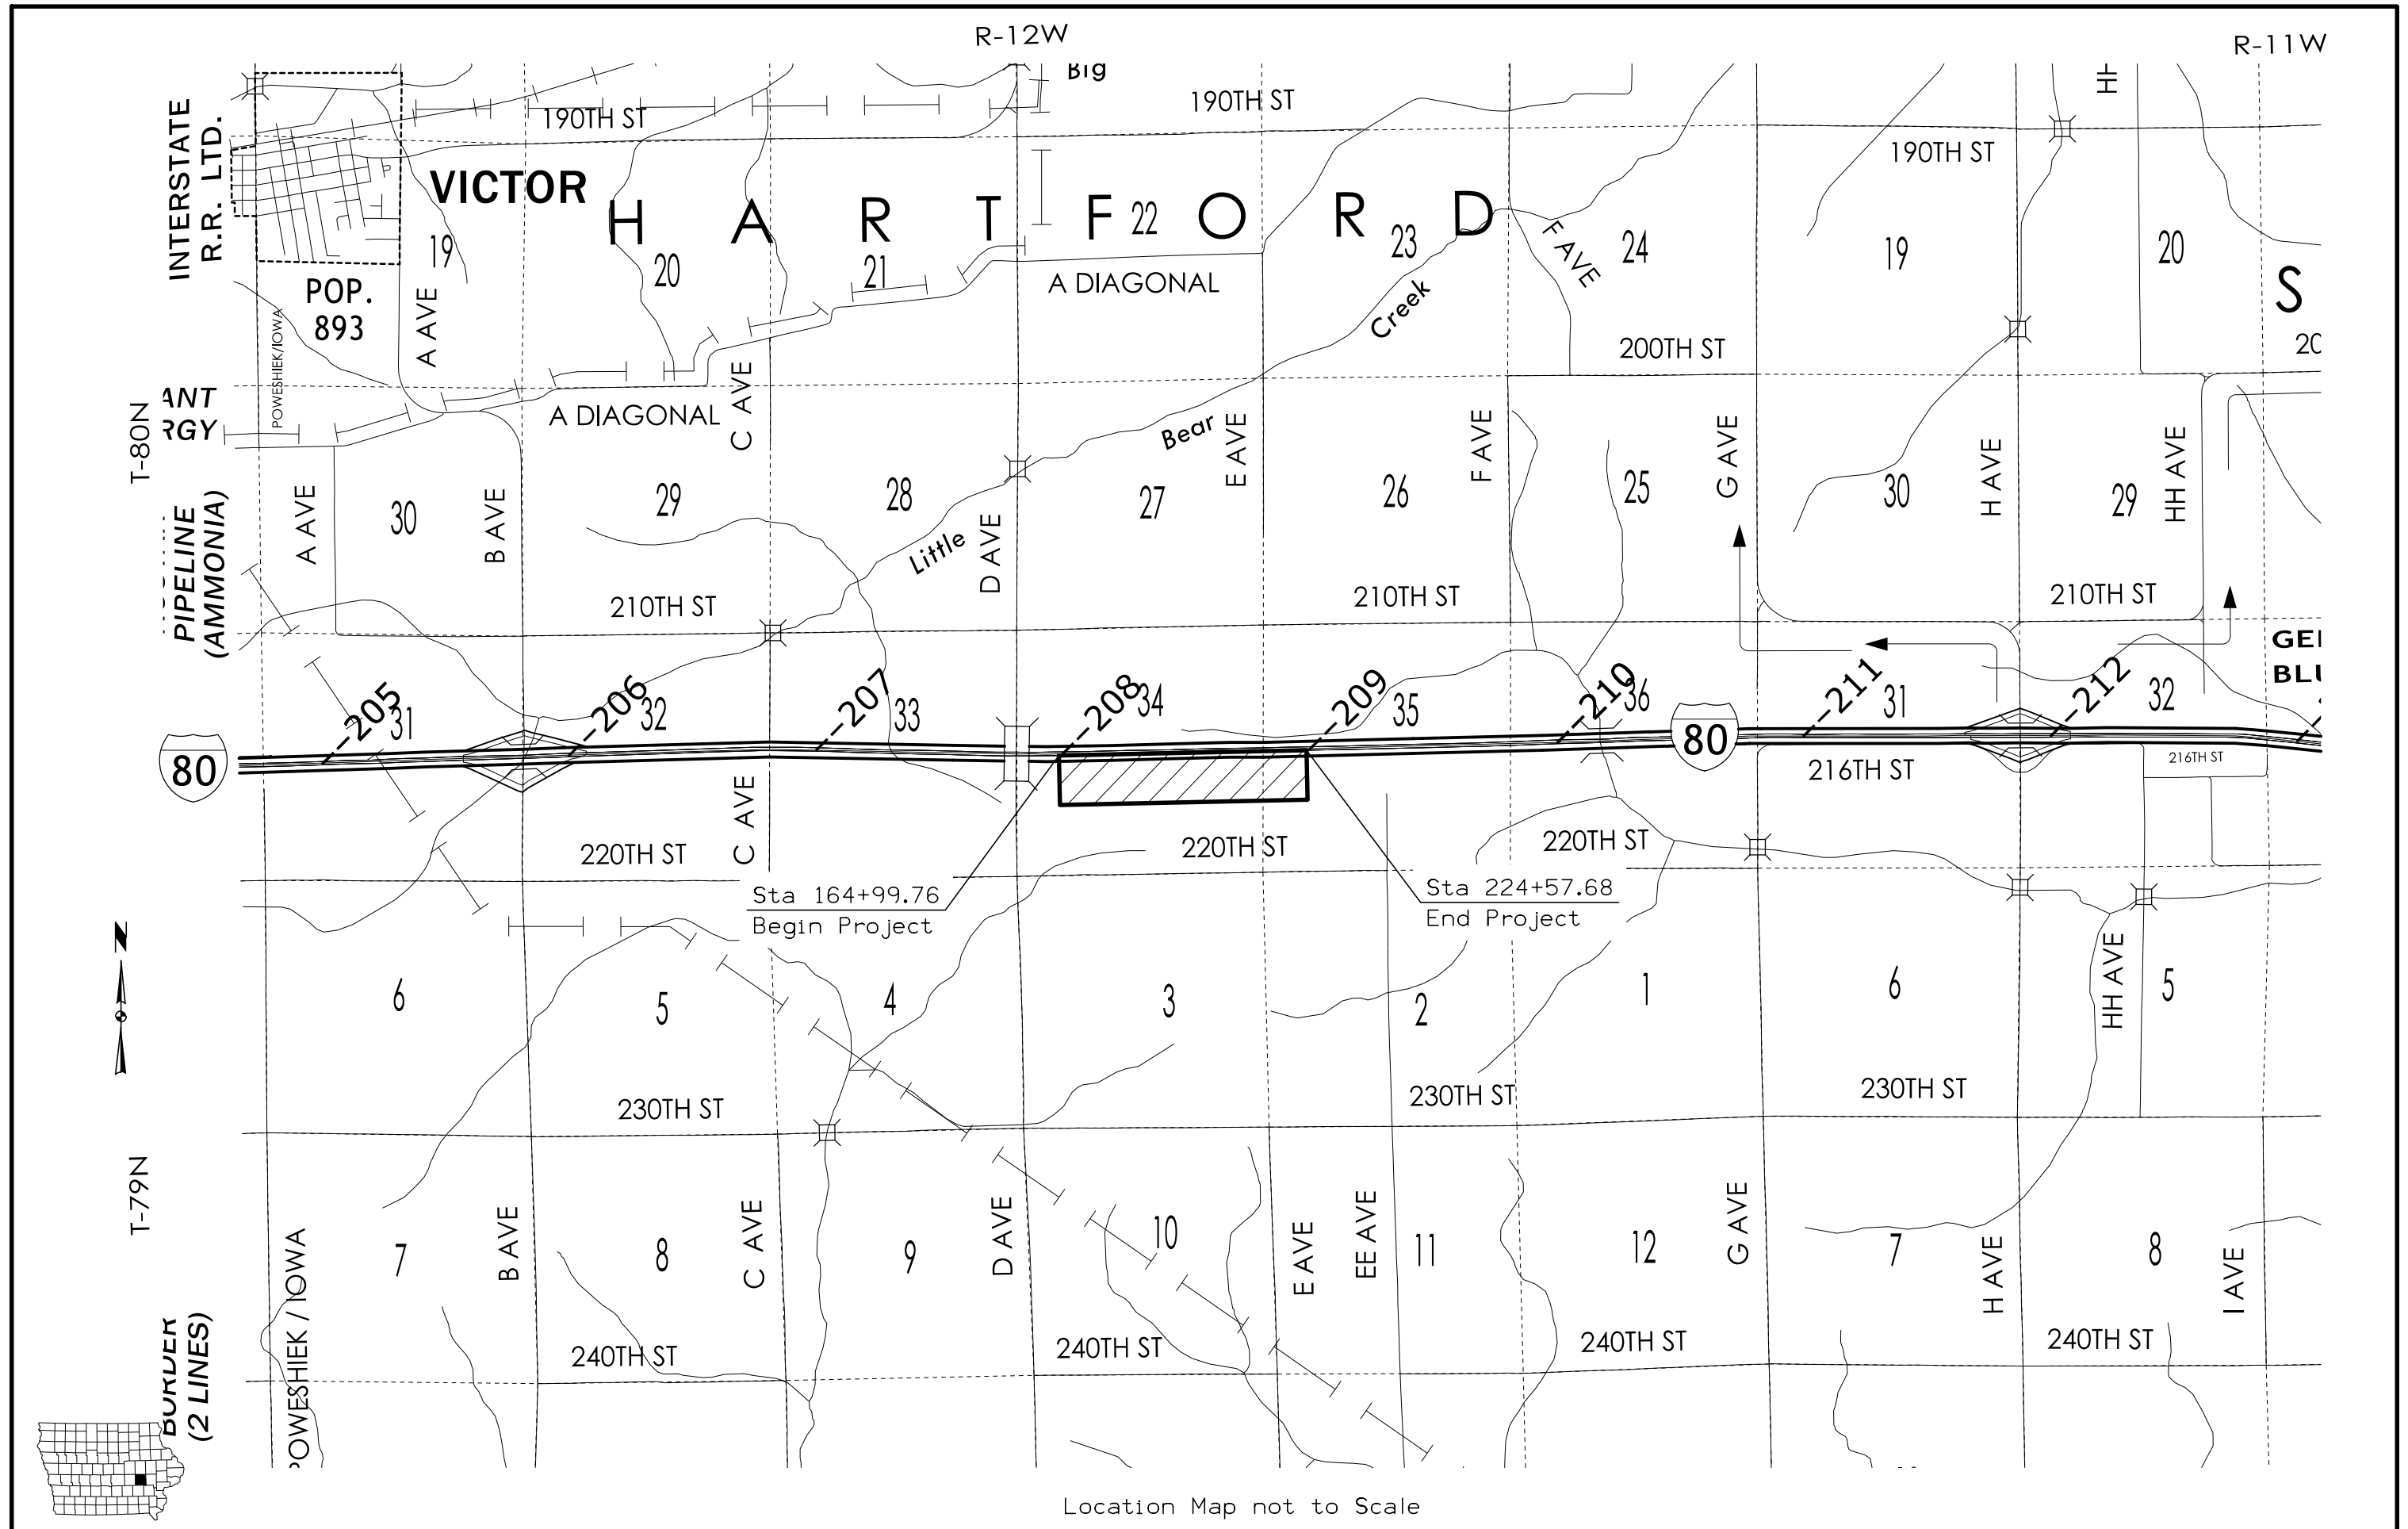 R-12W
R-11W
Big
190TH ST
190TH ST
190TH ST
INTERSTATE
R.R. LTD.
VICTOR
H A R T F O R D
19
20
21
22
23
24
19
20
S
POP.
893
POWESHIEK/IOWA
A AVE
A DIAGONAL
F AVE
Creek
200TH ST
20
T-80N
ANT
RGY
A DIAGONAL
C AVE
Bear
E AVE
F AVE
G AVE
H AVE
HH AVE
PIPELINE
(AMMONIA)
A AVE
30
B AVE
29
28
Little
D AVE
27
26
25
30
29
210TH ST
210TH ST
210TH ST
GE
BL
205
31
206
32
207
33
208
34
209
35
210
36
211
31
212
32
80
80
216TH ST
216TH ST
C AVE
220TH ST
220TH ST
220TH ST
Sta 164+99.76
Begin Project
Sta 224+57.68
End Project
N
6
5
4
3
2
1
6
HH AVE
5
230TH ST
230TH ST
230TH ST
T-79N
POWESHIEK / IOWA
7
B AVE
8
C AVE
9
D AVE
10
E AVE
EE AVE
11
12
G AVE
7
H AVE
8
I AVE
BORDER
(2 LINES)
240TH ST
240TH ST
240TH ST
240TH ST
Location Map not to Scale